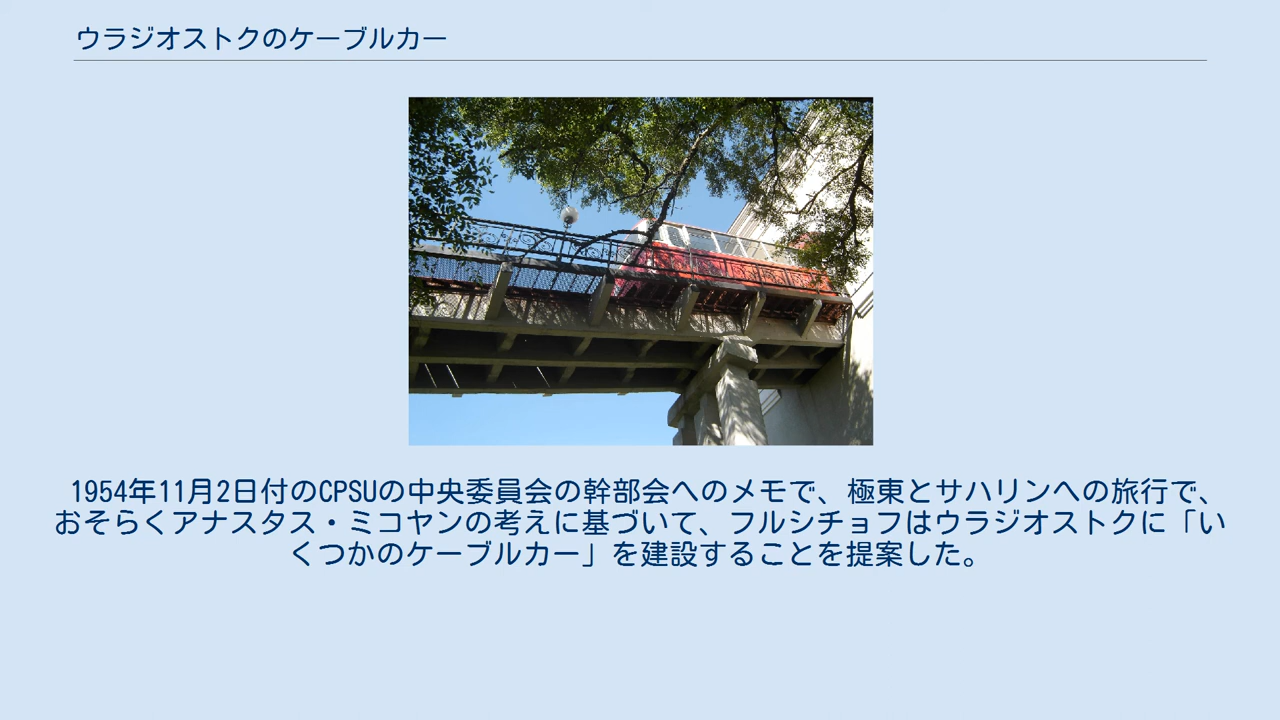 ウラジオストクのケーブルカー
1954年11月2日付のCPSUの中央委員会の幹部会へのメモで、極東とサハリンへの旅行で、
おそらくアナスタス・ミコヤンの考えに基づいて、フルシチョフはウラジオストクに「い
くつかのケーブルカー」を建設することを提案した。